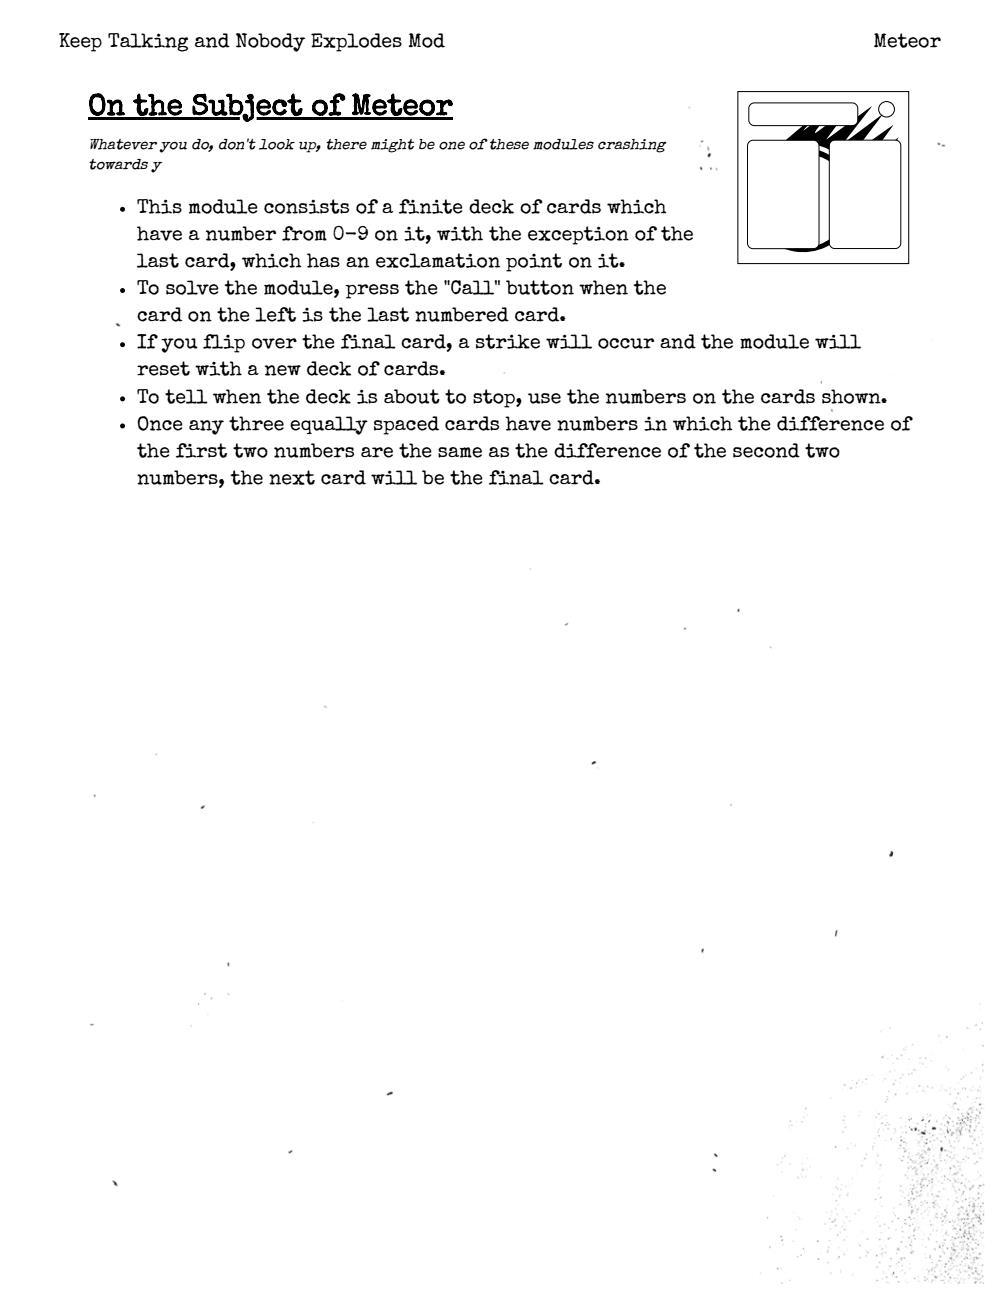 Keep Talking and Nobody Explodes Mod
Meteor
On the Subject of Meteor
Whatever you do, don't look up, there might be one of these modules crashing
towards y
• This module consists of a finite deck of cards which
have a number from 0-9 on it, with the exception of the
last card, which has an exclamation point on it.
• To solve the module, press the "Call" button when the
card on the left is the last numbered card.
• If you flip over the final card, a strike will occur and the module will
reset with a new deck of cards.
• To tell when the deck is about to stop, use the numbers on the cards shown.
• Once any three equally spaced cards have numbers in which the difference of
the first two numbers are the same as the difference of the second two
numbers, the next card will be the final card.